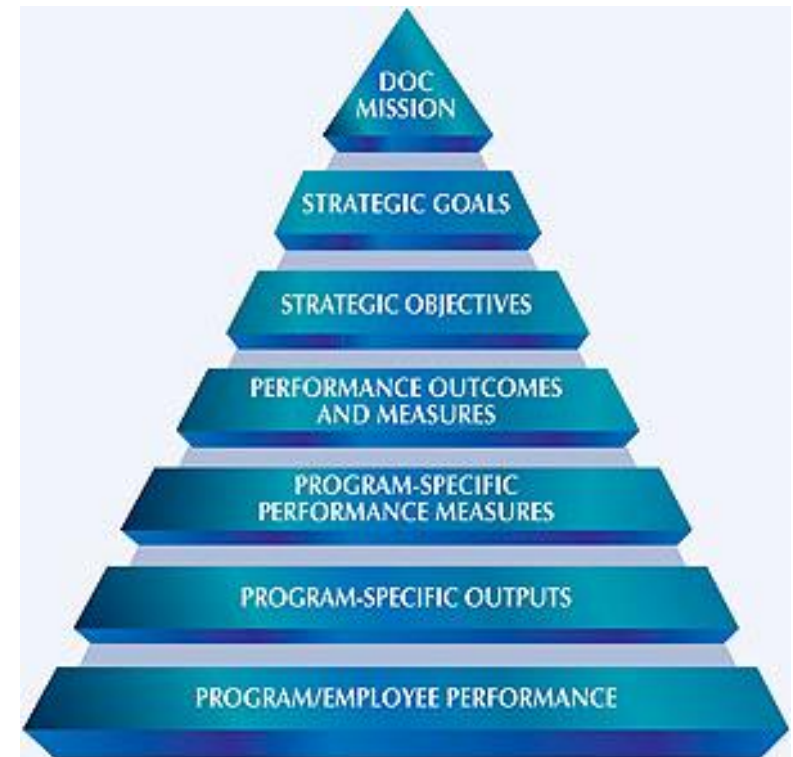 DOC
MISSION
STRATEGIC GOALS
STRATEGIC OBJECTIVES
PERFORMANCE OUTCOMES
AND MEASURES
PROGRAM-SPECIFIC
PERFORMANCE MEASURES
PROGRAM-SPECIFIC OUTPUTS
PROGRAM/EMPLOYEE PERFORMANCE